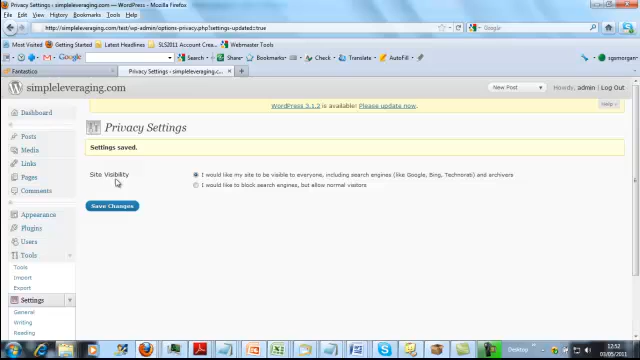 Privacy Settings ‹ simpleleveraging.com — WordPress - Mozilla Firefox
File Edit View History Bookmarks Tools Help
http://simpleleveraging.com/test/wp-admin/options-privacy.php?settings-updated=true
Google
Most Visited Getting Started Latest Headlines SLS2011 Account Crea... Webmaster Tools
Google Search Bookmarks Check Translate AutoFill sgomorgan
Fantastico Privacy Settings ‹ simpleleveraging.c...
simpleleveraging.com New Post Howdy, admin | Log Out
WordPress 3.1.2 is available! Please update now. Help
Dashboard
Privacy Settings
Posts
Settings saved.
Media
Links
Site Visibility I would like my site to be visible to everyone, including search engines (like Google, Bing, Technorati) and archivers
Pages
I would like to block search engines, but allow normal visitors
Comments
Save Changes
Appearance
Plugins
Users
Tools
Tools
Import
Export
Settings
General
Writing
Reading
Desktop
12:52
03/05/2011